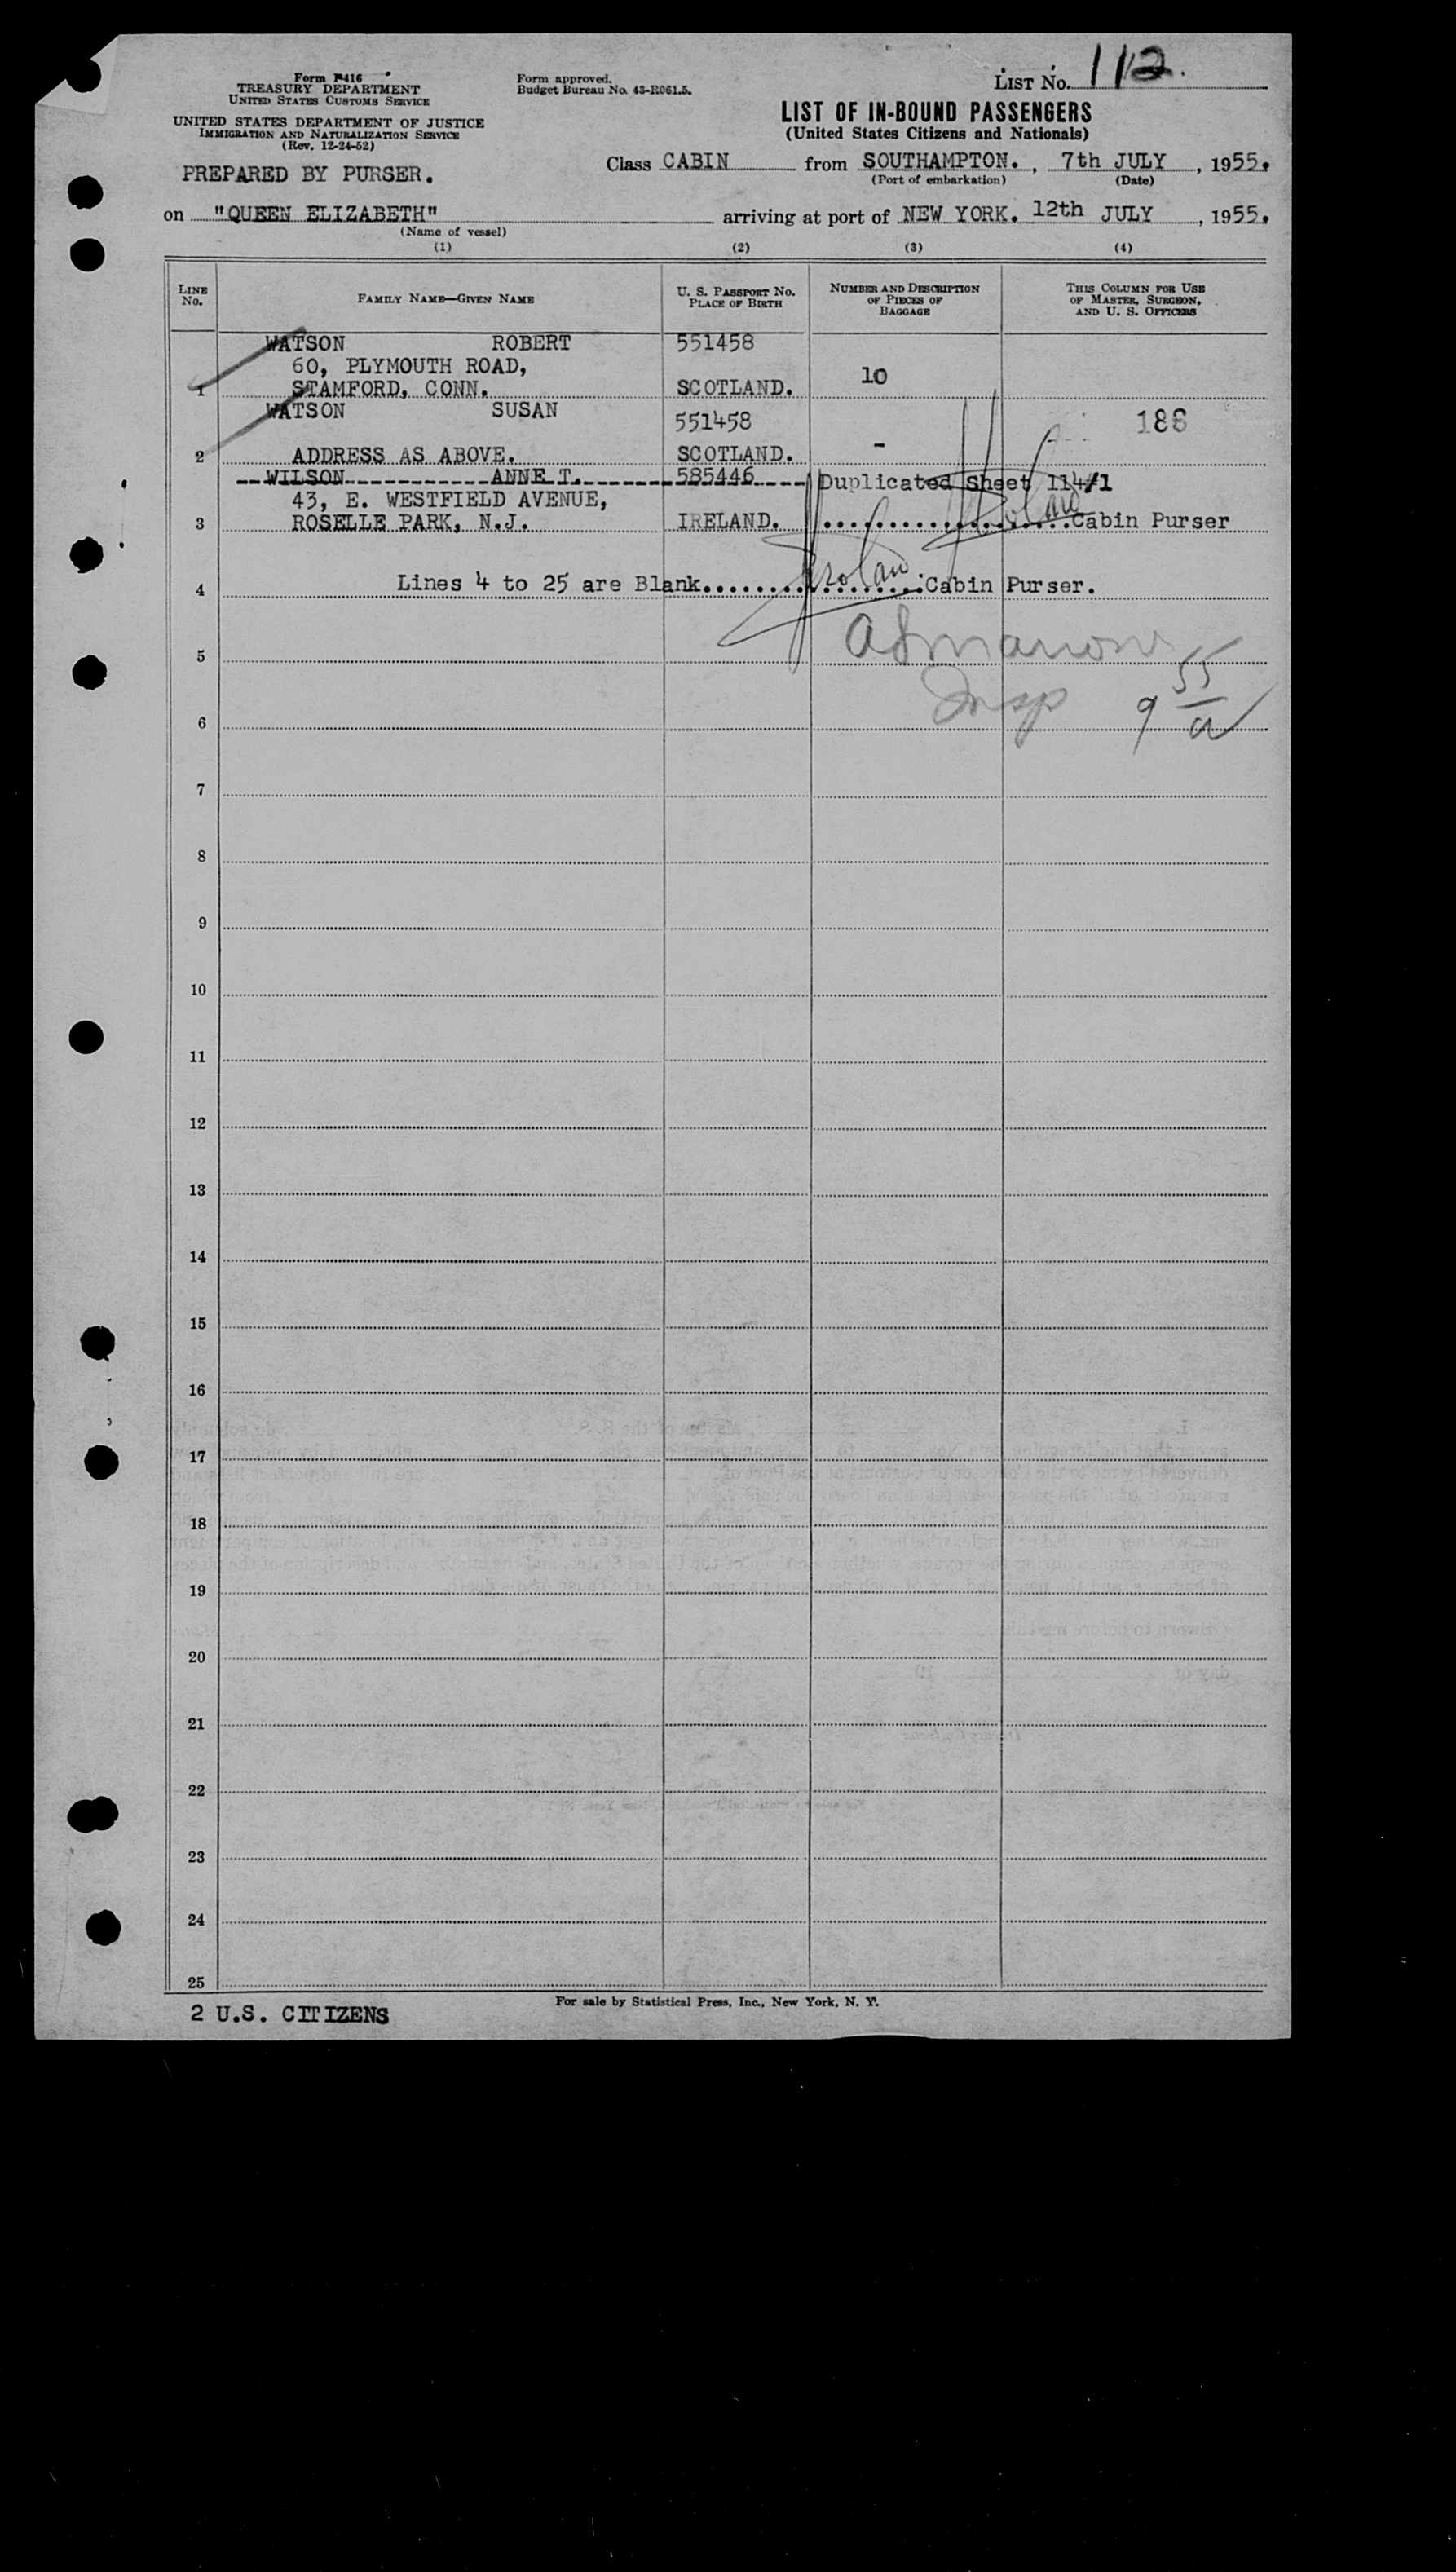 Form I-416
TREASURY DEPARTMENT
UNITED STATES CUSTOMS SERVICE
UNITED STATES DEPARTMENT OF JUSTICE
IMMIGRATION AND NATURALIZATION SERVICE
(Rev. 12-24-52)
PREPARED BY PURSER.
Form approved.
Budget Bureau No. 43-R061.5.
LIST No. 112.
LIST OF IN-BOUND PASSENGERS
(United States Citizens and Nationals)
Class CABIN from SOUTHAMPTON. , 7th JULY , 1955.
(Port of embarkation) (Date)
on "QUEEN ELIZABETH" arriving at port of NEW YORK. 12th JULY , 1955.
(Name of vessel)
(1) (2) (3) (4)
LINE No. FAMILY NAME—GIVEN NAME U. S. PASSPORT No. PLACE OF BIRTH NUMBER AND DESCRIPTION OF PIECES OF BAGGAGE THIS COLUMN FOR USE OF MASTER, SURGEON, AND U. S. OFFICERS
WATSON ROBERT 551458
60, PLYMOUTH ROAD, 10
1 STAMFORD, CONN. SCOTLAND.
WATSON SUSAN 551458 186
2 ADDRESS AS ABOVE. SCOTLAND. -
WILSON ANNE T. 585446 Duplicated Sheet 114/1
43, E. WESTFIELD AVENUE,
3 ROSELLE PARK, N.J. IRELAND. Cabin Purser
4 Lines 4 to 25 are Blank. Cabin Purser.
5
Insp 9 55/a
6
7
8
9
10
11
12
13
14
15
16
17
18
19
20
21
22
23
24
25
For sale by Statistical Press, Inc., New York, N. Y.
2 U.S. CITIZENS